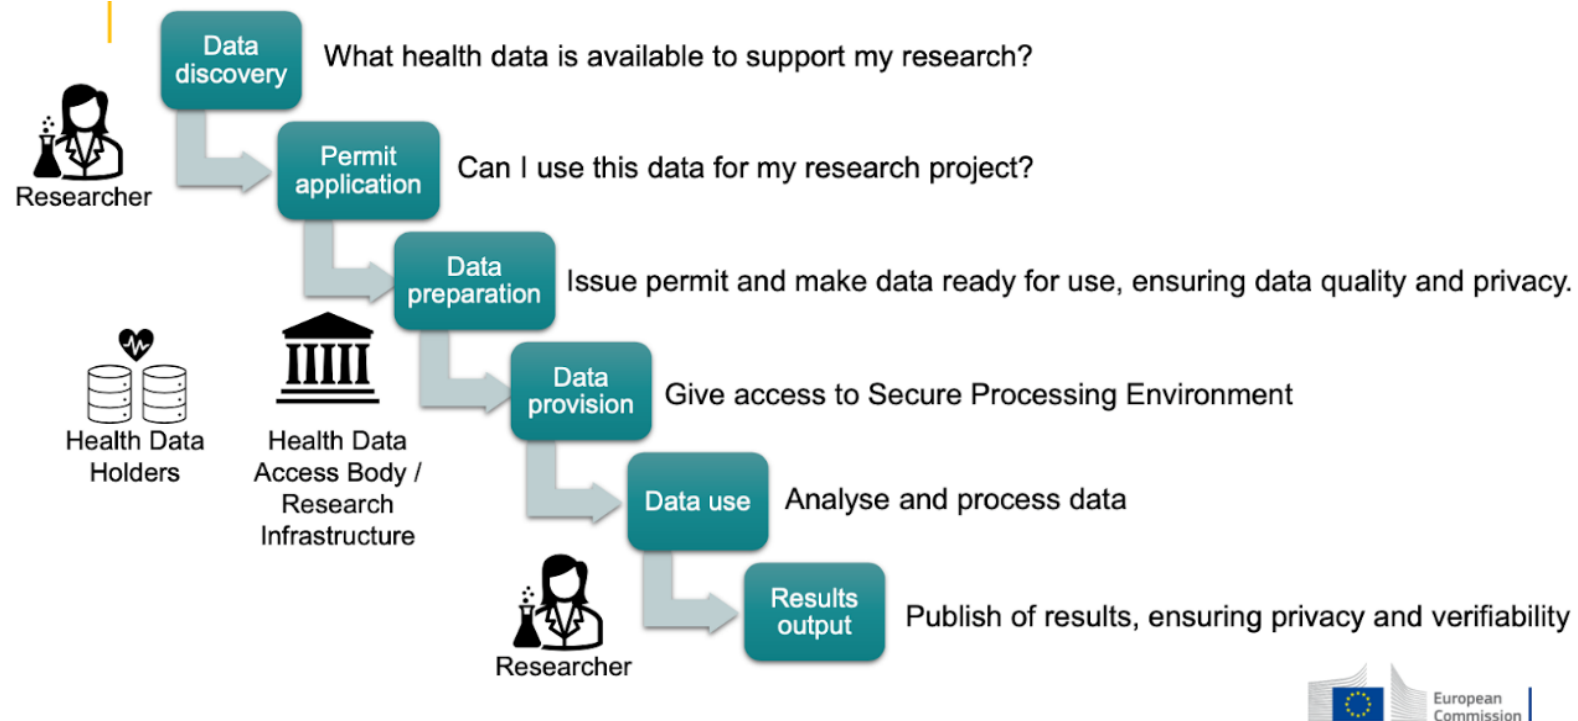 Data
discovery
What health data is available to support my research?
Researcher
Permit
application
Can I use this data for my research project?
Data
preparation
Issue permit and make data ready for use, ensuring data quality and privacy.
Health Data
Holders
Health Data
Access Body /
Research
Infrastructure
Data
provision
Give access to Secure Processing Environment
Data use
Analyse and process data
Researcher
Results
output
Publish of results, ensuring privacy and verifiability
European
Commission